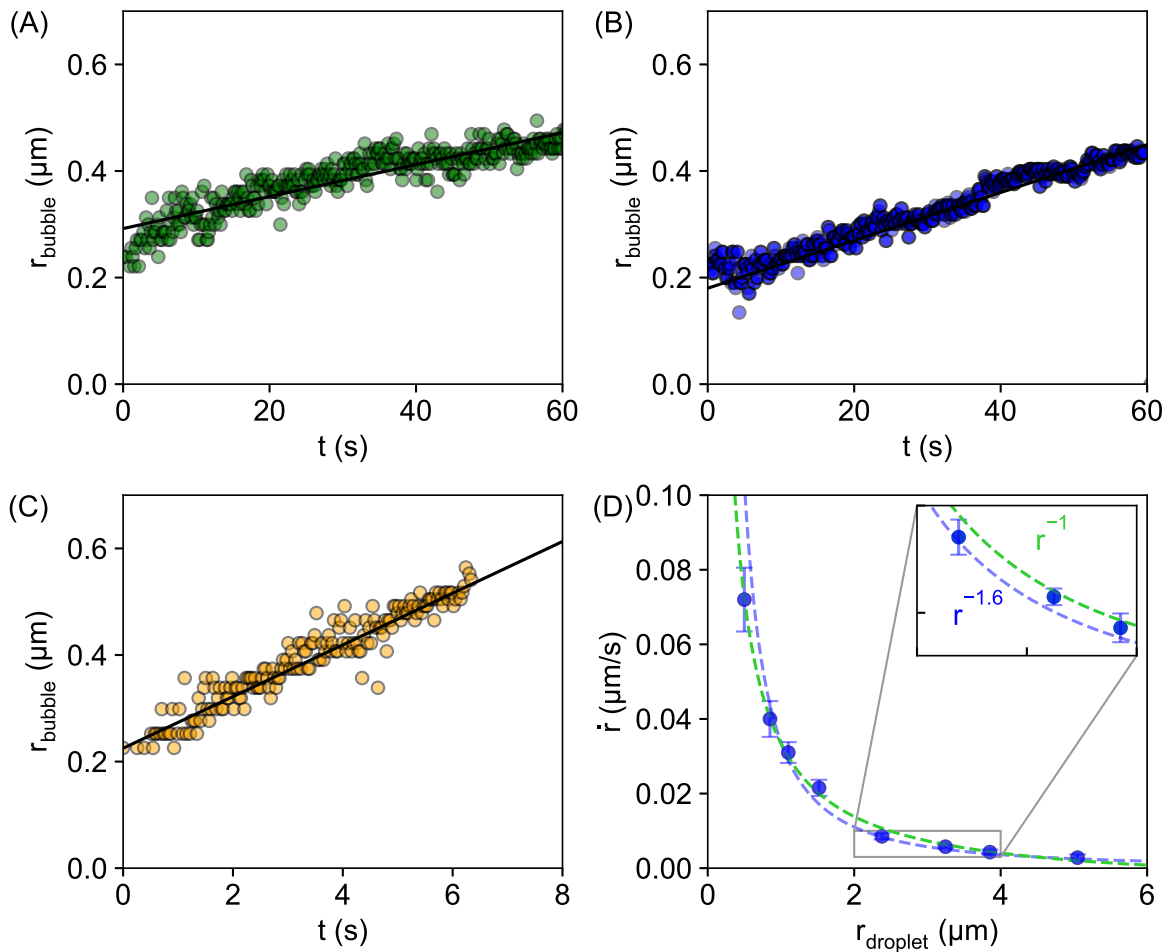 (A)
0.6
0.4
0.2
0.0
r_bubble (µm)
0 20 40 60
t (s)
(B)
0.6
0.4
0.2
0.0
r_bubble (µm)
0 20 40 60
t (s)
(C)
0.6
0.4
0.2
0.0
r_bubble (µm)
0 2 4 6 8
t (s)
(D)
0.10
0.08
0.06
0.04
0.02
0.00
ṙ (µm/s)
r⁻¹
r⁻¹·⁶
0 2 4 6
r_droplet (µm)